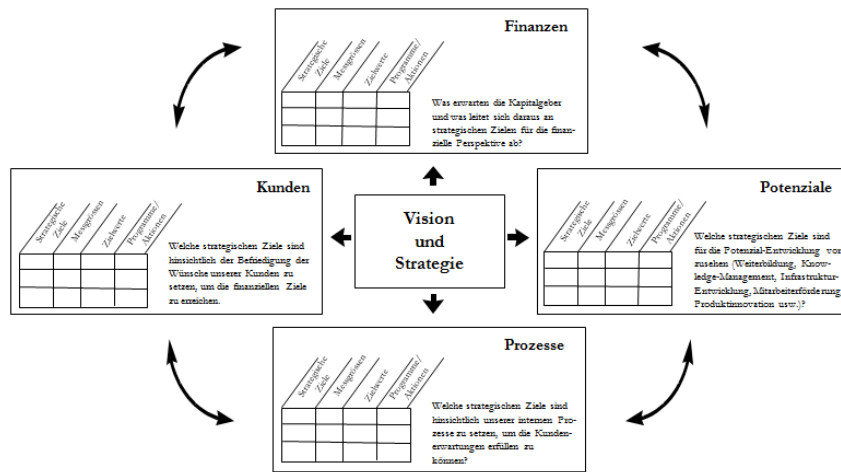 Finanzen
Strategische
Ziele
Messgrössen
Zielwerte
Programme/
Aktionen
Was erwarten die Kapitalgeber
und was leitet sich daraus an
strategischen Zielen für die finan-
zielle Perspektive ab?
Kunden
Strategische
Ziele
Messgrössen
Zielwerte
Programme/
Aktionen
Welche strategischen Ziele sind
hinsichtlich der Befriedigung der
Wünsche unserer Kunden zu
setzen, um die finanziellen Ziele
zu erreichen.
Vision
und
Strategie
Potenziale
Strategische
Ziele
Messgrössen
Zielwerte
Programme/
Aktionen
Welche strategischen Ziele sind
für die Potenzial-Entwicklung vor
zusehen (Weiterbildung, Know-
ledge-Management, Infrastruktur-
Entwicklung, Mitarbeiterförderung,
Produktinnovation usw.)?
Prozesse
Strategische
Ziele
Messgrössen
Zielwerte
Programme/
Aktionen
Welche strategischen Ziele sind
hinsichtlich unserer internen Pro-
zesse zu setzen, um die Kunden-
erwartungen erfüllen zu
können?